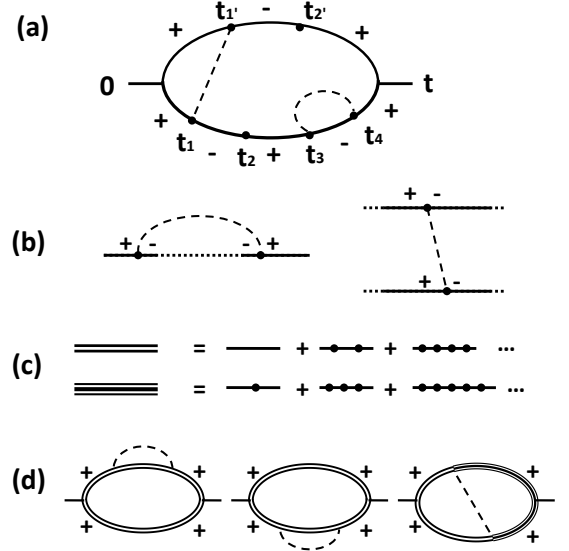 (a)
+ t1' - t2' +
0 t
+ t1 - t2 + t3 - t4 +
(b)
+ - - +
+ -
+ -
(c)
= + + ...
= + + ...
(d)
+ + + + + +
+ + + + + +